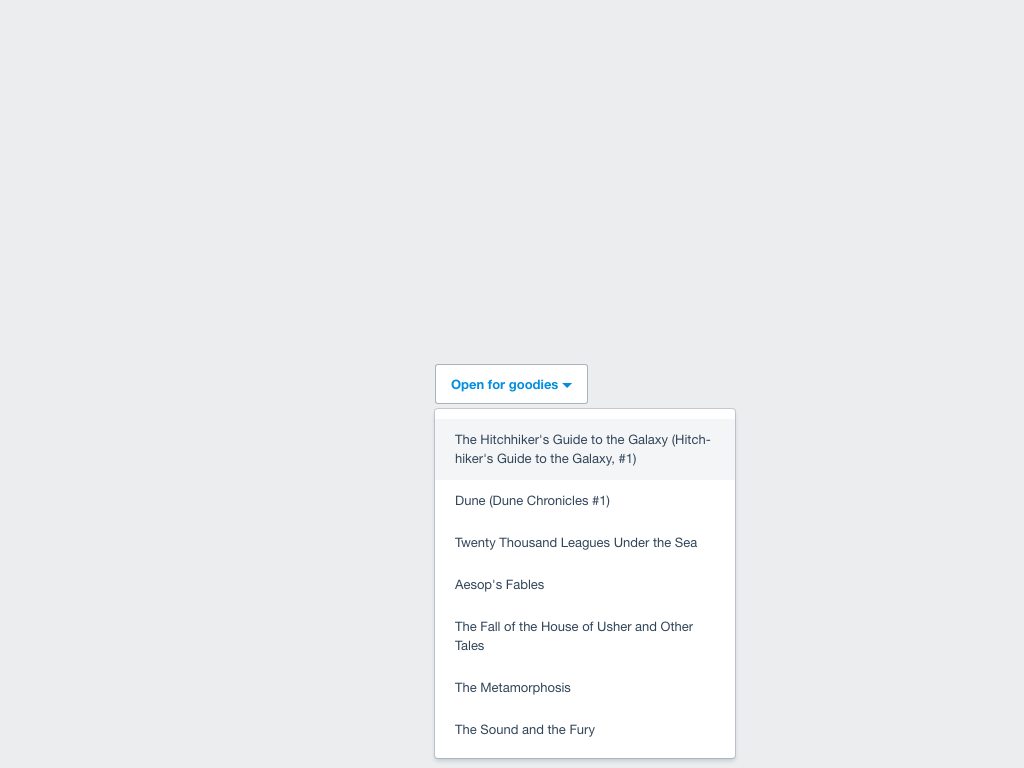 Open for goodies
The Hitchhiker's Guide to the Galaxy (Hitch-
hiker's Guide to the Galaxy, #1)
Dune (Dune Chronicles #1)
Twenty Thousand Leagues Under the Sea
Aesop's Fables
The Fall of the House of Usher and Other
Tales
The Metamorphosis
The Sound and the Fury